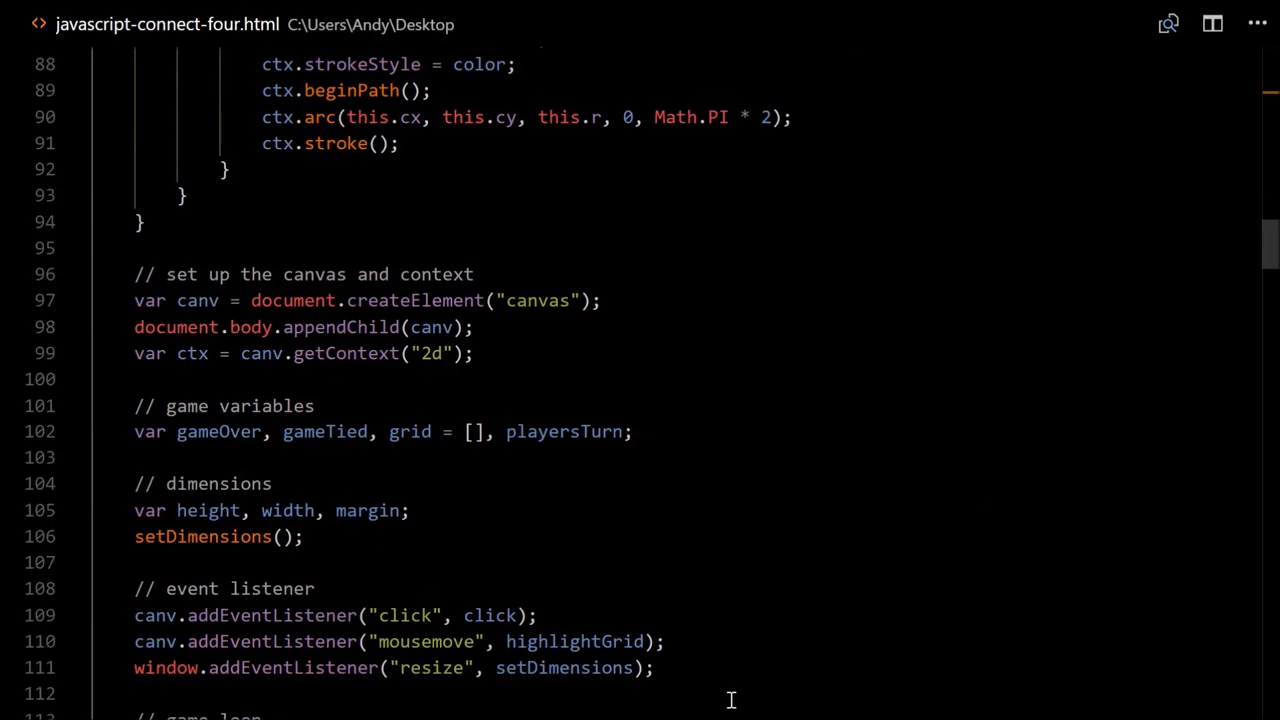 <> javascript-connect-four.html C:\Users\Andy\Desktop
88 ctx.strokeStyle = color;
89 ctx.beginPath();
90 ctx.arc(this.cx, this.cy, this.r, 0, Math.PI * 2);
91 ctx.stroke();
92 }
93 }
94 }
95
96 // set up the canvas and context
97 var canv = document.createElement("canvas");
98 document.body.appendChild(canv);
99 var ctx = canv.getContext("2d");
100
101 // game variables
102 var gameOver, gameTied, grid = [], playersTurn;
103
104 // dimensions
105 var height, width, margin;
106 setDimensions();
107
108 // event listener
109 canv.addEventListener("click", click);
110 canv.addEventListener("mousemove", highlightGrid);
111 window.addEventListener("resize", setDimensions);
112
113 // game loop